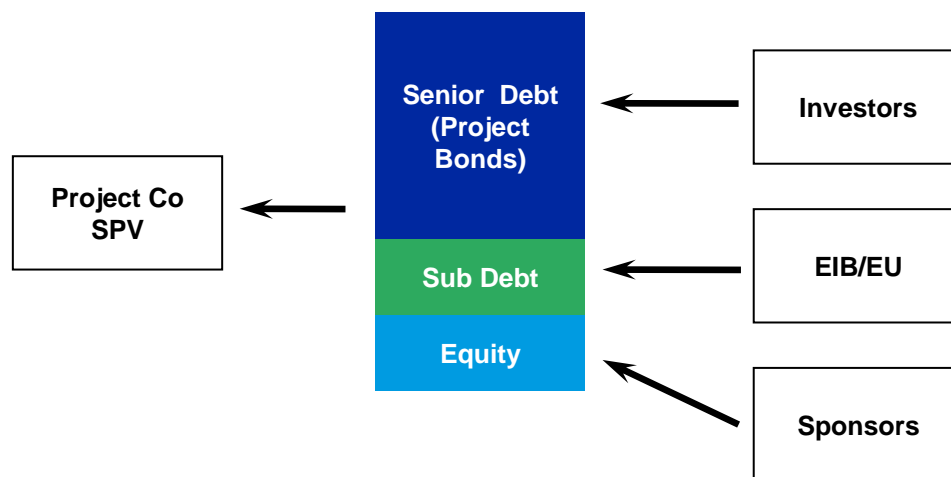 Senior Debt
(Project
Bonds)
Investors
Project Co
SPV
Sub Debt
EIB/EU
Equity
Sponsors